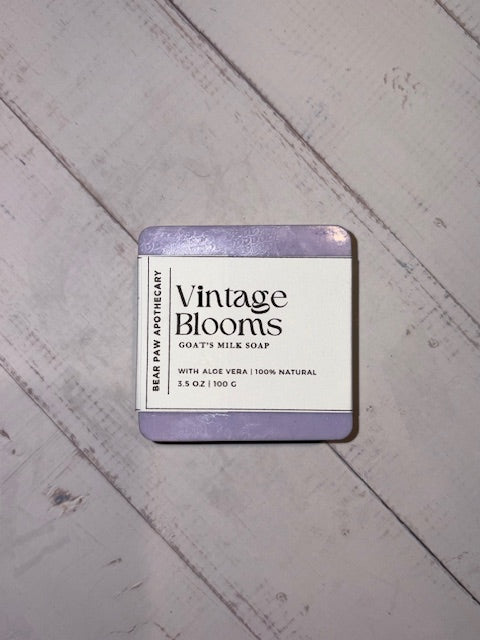 BEAR PAW APOTHECARY
Vintage
Blooms
GOAT'S MILK SOAP
WITH ALOE VERA | 100% NATURAL
3.5 OZ | 100 G